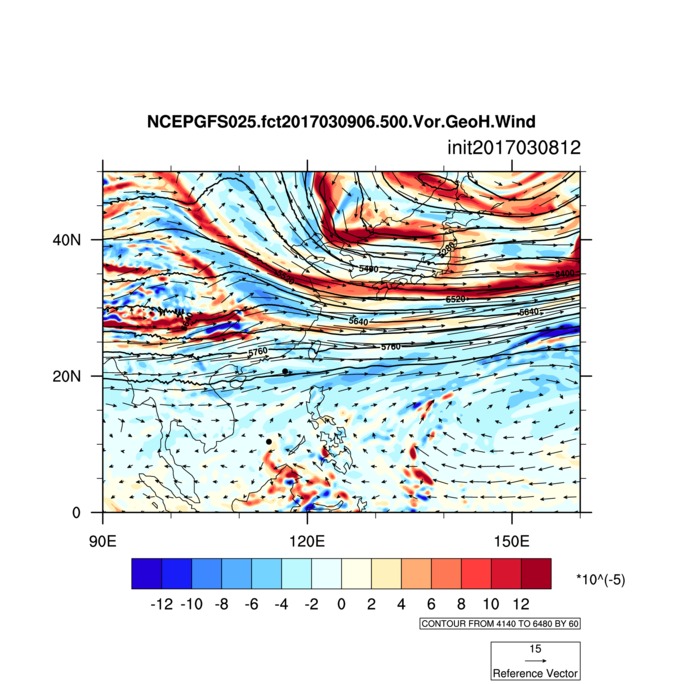 NCEPGFS025.fct2017030906.500.Vor.GeoH.Wind
init2017030812
40N
20N
0
90E 120E 150E
5280
5400
5400
5520
5640
5640
5760
5760
-12 -10 -8 -6 -4 -2 0 2 4 6 8 10 12
*10^(-5)
CONTOUR FROM 4140 TO 6480 BY 60
15
Reference Vector